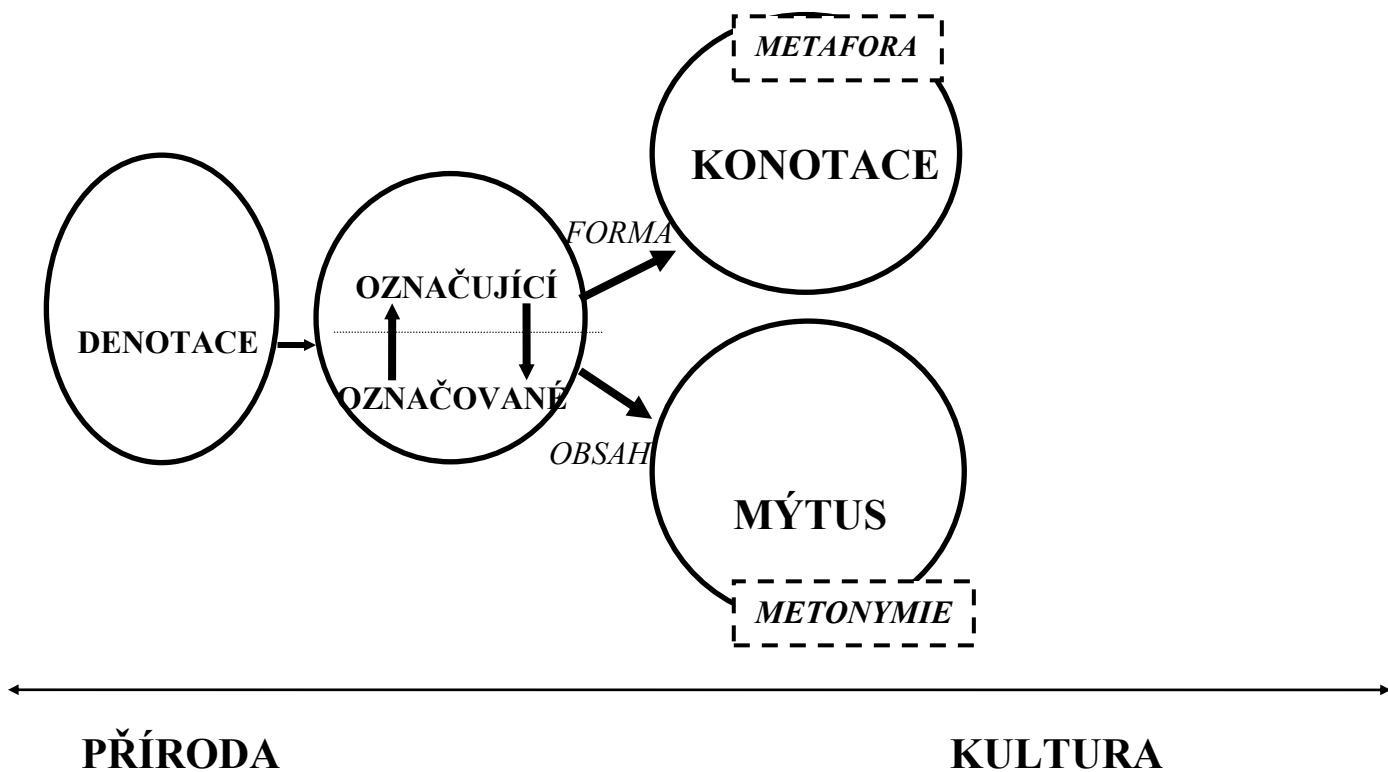 METAFORA
KONOTACE
FORMA
OZNAČUJÍCÍ
DENOTACE
OZNAČOVANÉ
OBSAH
MÝTUS
METONYMIE
PŘÍRODA
KULTURA